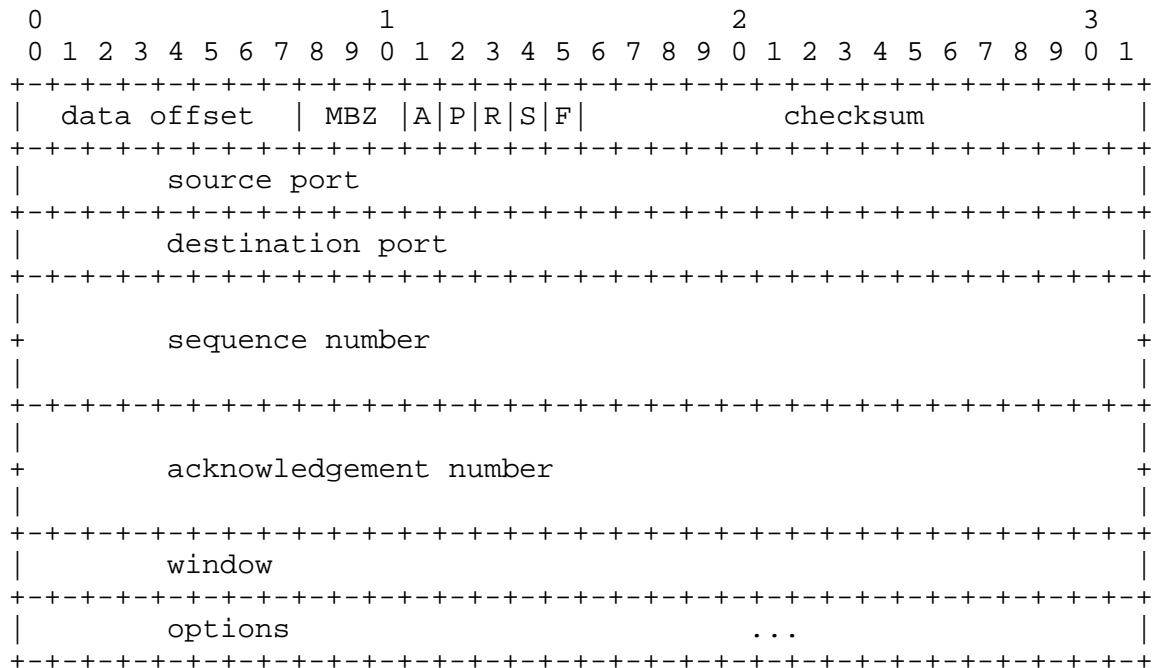 0                   1                   2                   3
 0 1 2 3 4 5 6 7 8 9 0 1 2 3 4 5 6 7 8 9 0 1 2 3 4 5 6 7 8 9 0 1
+-+-+-+-+-+-+-+-+-+-+-+-+-+-+-+-+-+-+-+-+-+-+-+-+-+-+-+-+-+-+-+-+
|  data offset  | MBZ |A|P|R|S|F|           checksum            |
+-+-+-+-+-+-+-+-+-+-+-+-+-+-+-+-+-+-+-+-+-+-+-+-+-+-+-+-+-+-+-+-+
|        source port                                            |
+-+-+-+-+-+-+-+-+-+-+-+-+-+-+-+-+-+-+-+-+-+-+-+-+-+-+-+-+-+-+-+-+
|        destination port                                       |
+-+-+-+-+-+-+-+-+-+-+-+-+-+-+-+-+-+-+-+-+-+-+-+-+-+-+-+-+-+-+-+-+
|                                                               |
+        sequence number                                        +
|                                                               |
+-+-+-+-+-+-+-+-+-+-+-+-+-+-+-+-+-+-+-+-+-+-+-+-+-+-+-+-+-+-+-+-+
|                                                               |
+        acknowledgement number                                 +
|                                                               |
+-+-+-+-+-+-+-+-+-+-+-+-+-+-+-+-+-+-+-+-+-+-+-+-+-+-+-+-+-+-+-+-+
|        window                                                 |
+-+-+-+-+-+-+-+-+-+-+-+-+-+-+-+-+-+-+-+-+-+-+-+-+-+-+-+-+-+-+-+-+
|        options                          ...                   |
+-+-+-+-+-+-+-+-+-+-+-+-+-+-+-+-+-+-+-+-+-+-+-+-+-+-+-+-+-+-+-+-+